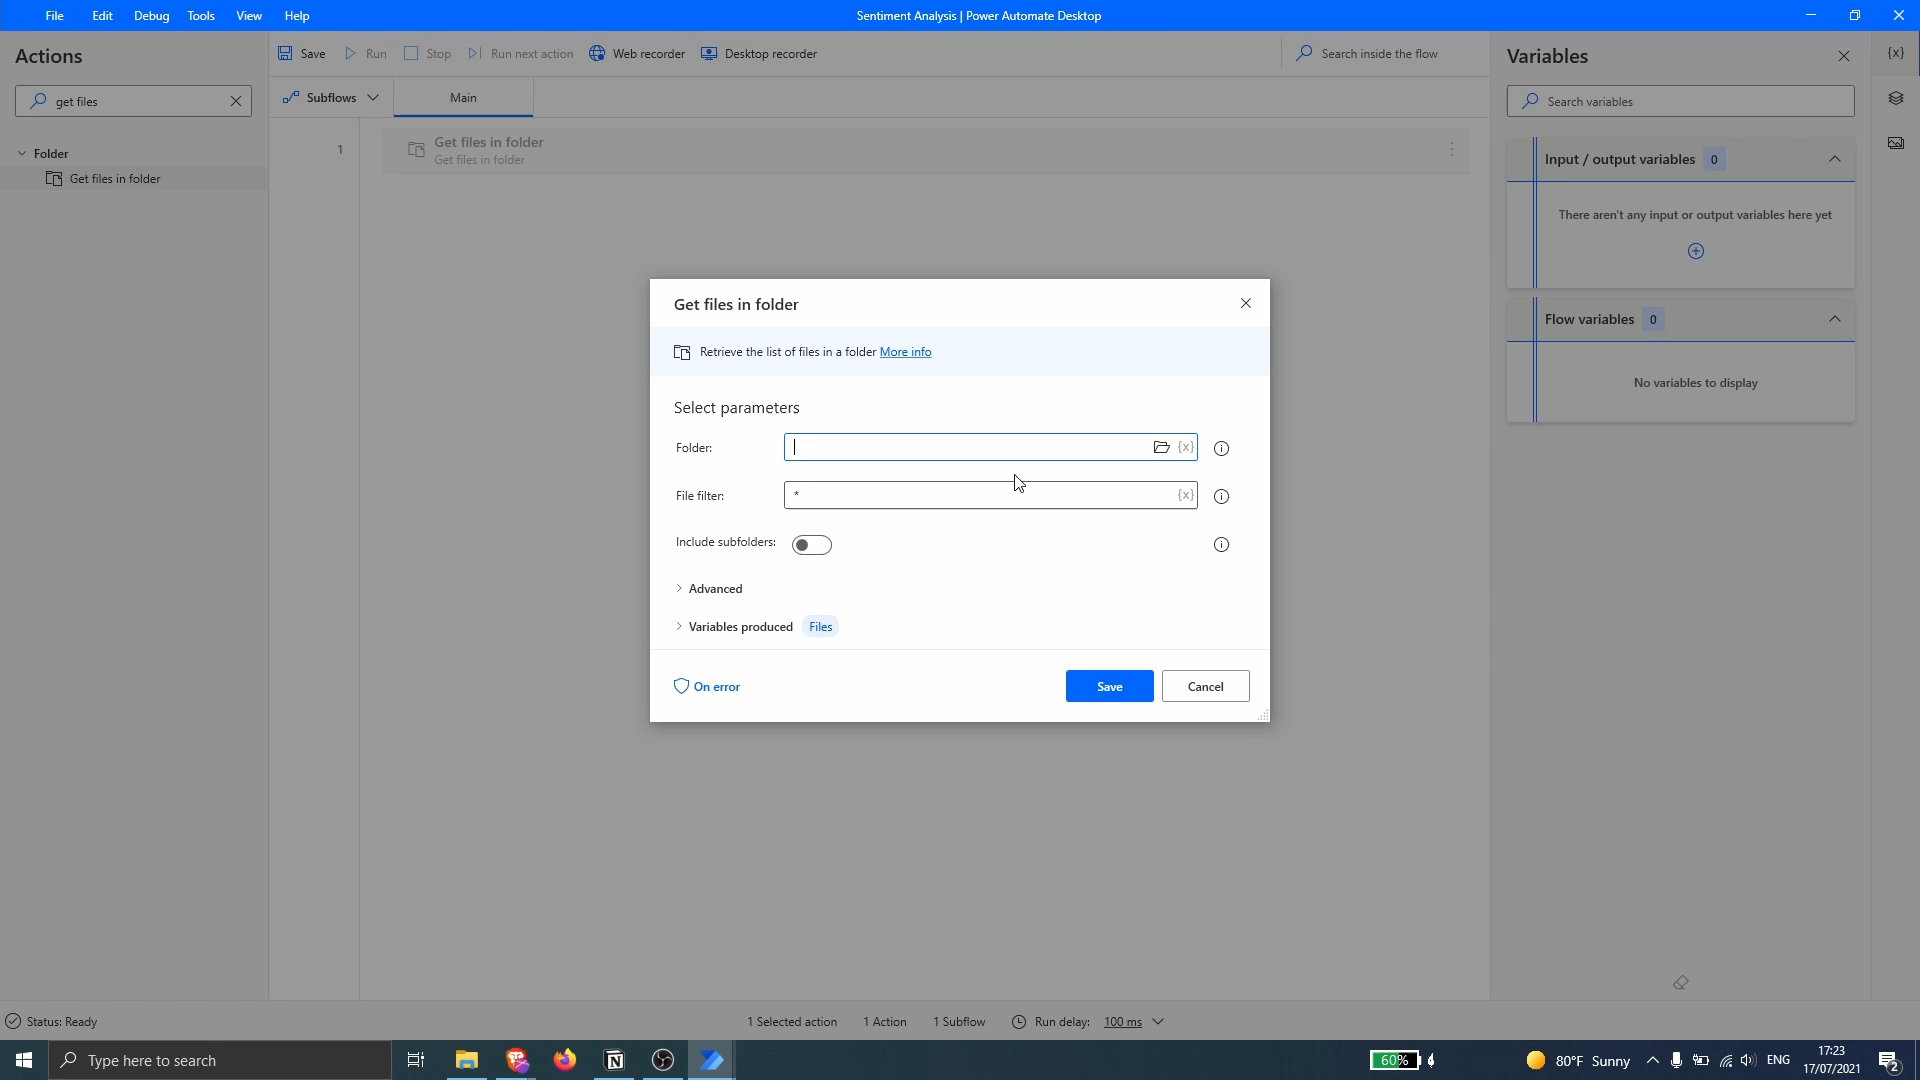 File Edit Debug Tools View Help
Sentiment Analysis | Power Automate Desktop
Actions
get files
Folder
Get files in folder
Save Run Stop Run next action Web recorder Desktop recorder
Search inside the flow
Subflows
Main
1
Get files in folder
Get files in folder
Get files in folder
Retrieve the list of files in a folder More info
Select parameters
Folder: {x}
File filter: * {x}
Include subfolders:
Advanced
Variables produced Files
On error
Save
Cancel
Variables
{x}
Search variables
Input / output variables 0
There aren't any input or output variables here yet
Flow variables 0
No variables to display
Status: Ready
1 Selected action 1 Action 1 Subflow Run delay: 100 ms
Type here to search
60%
80°F Sunny
ENG
17:23
17/07/2021
2